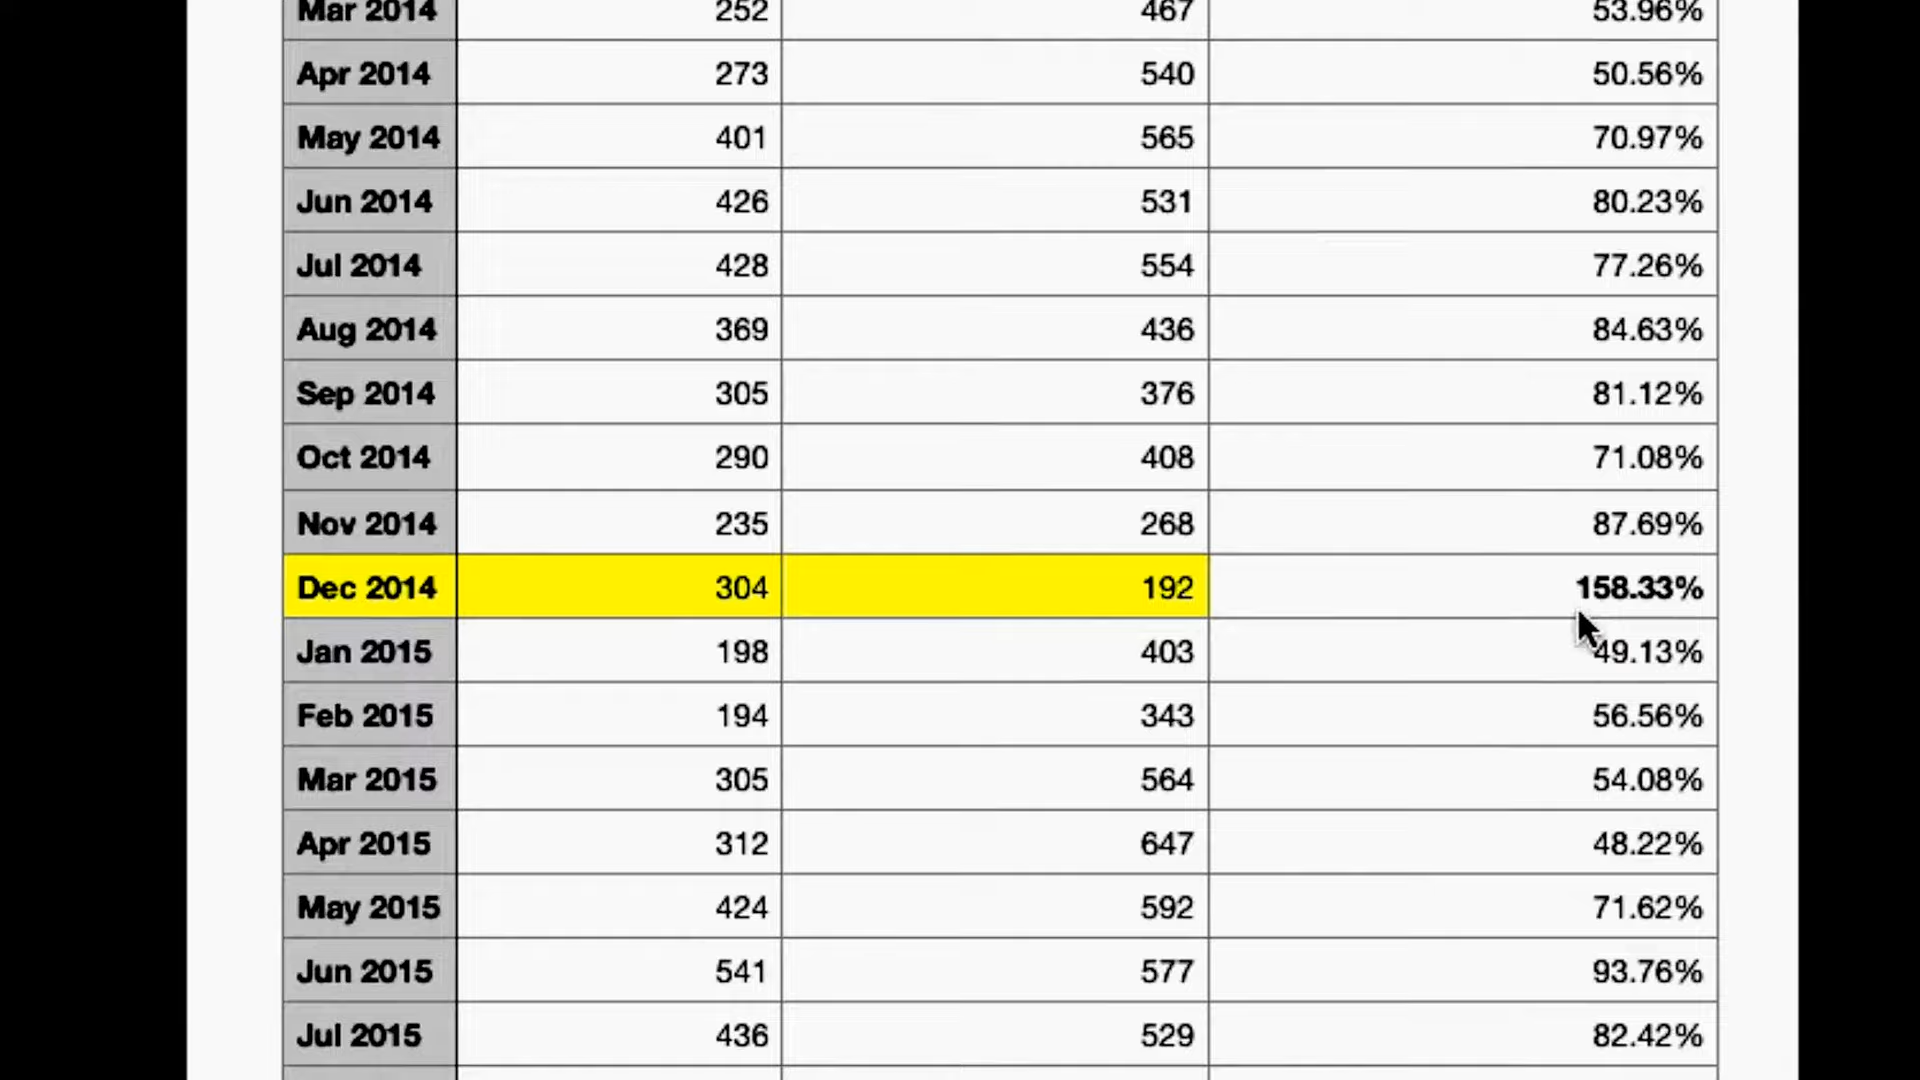 Mar 2014 252 467 53.96%
Apr 2014 273 540 50.56%
May 2014 401 565 70.97%
Jun 2014 426 531 80.23%
Jul 2014 428 554 77.26%
Aug 2014 369 436 84.63%
Sep 2014 305 376 81.12%
Oct 2014 290 408 71.08%
Nov 2014 235 268 87.69%
Dec 2014 304 192 158.33%
Jan 2015 198 403 49.13%
Feb 2015 194 343 56.56%
Mar 2015 305 564 54.08%
Apr 2015 312 647 48.22%
May 2015 424 592 71.62%
Jun 2015 541 577 93.76%
Jul 2015 436 529 82.42%